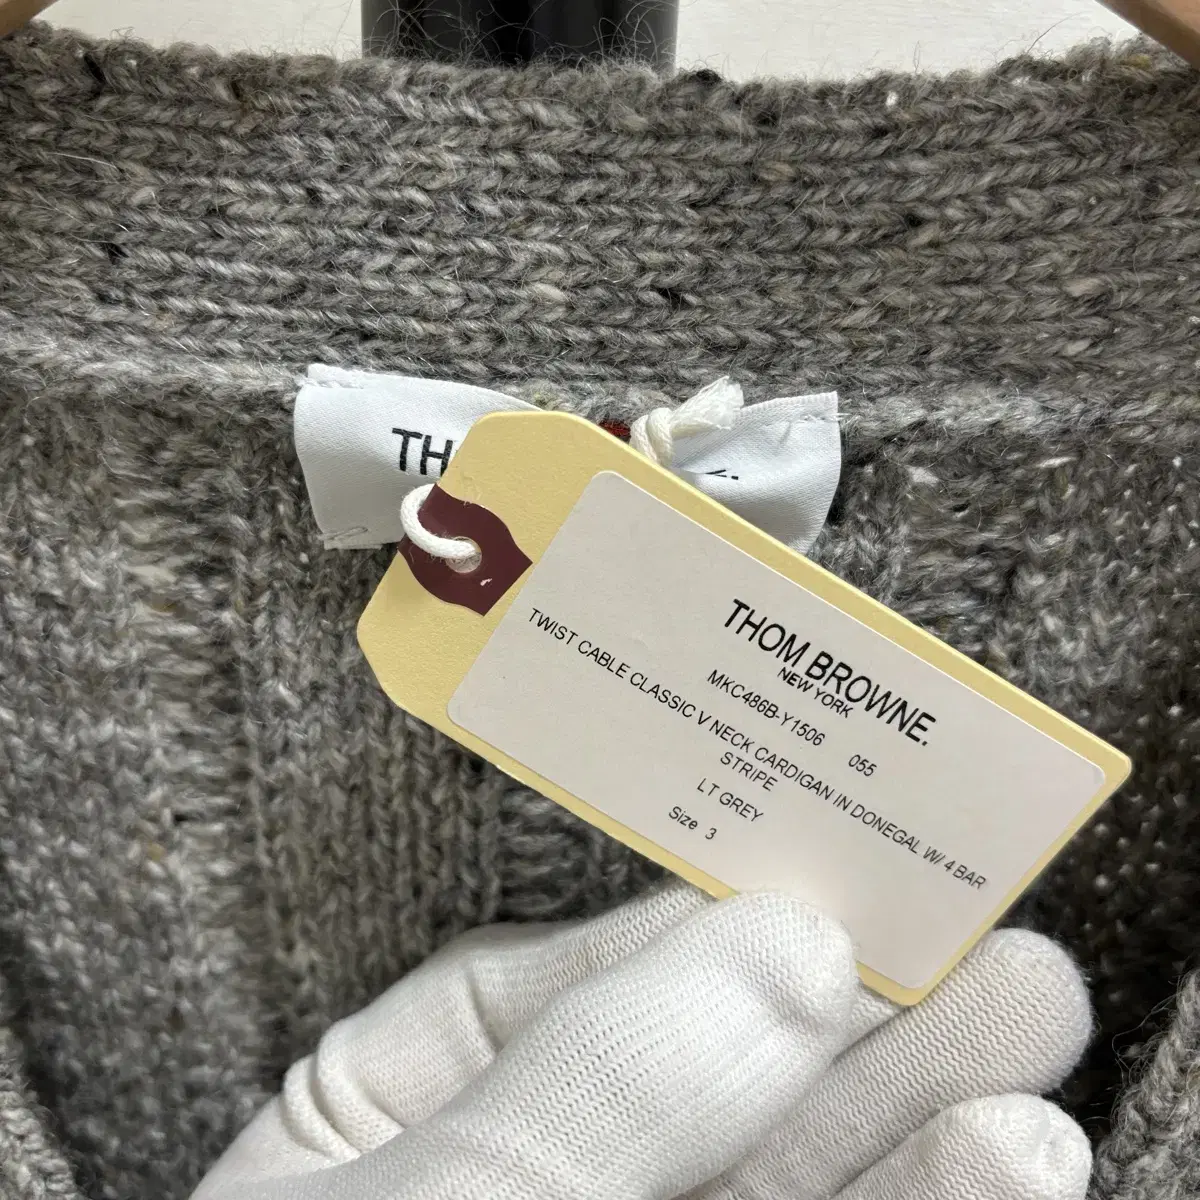 TH
THOM BROWNE.
NEW YORK
MKC486B-Y1506 055
TWIST CABLE CLASSIC V NECK CARDIGAN IN DONEGAL W/ 4 BAR
STRIPE
LT GREY
Size 3